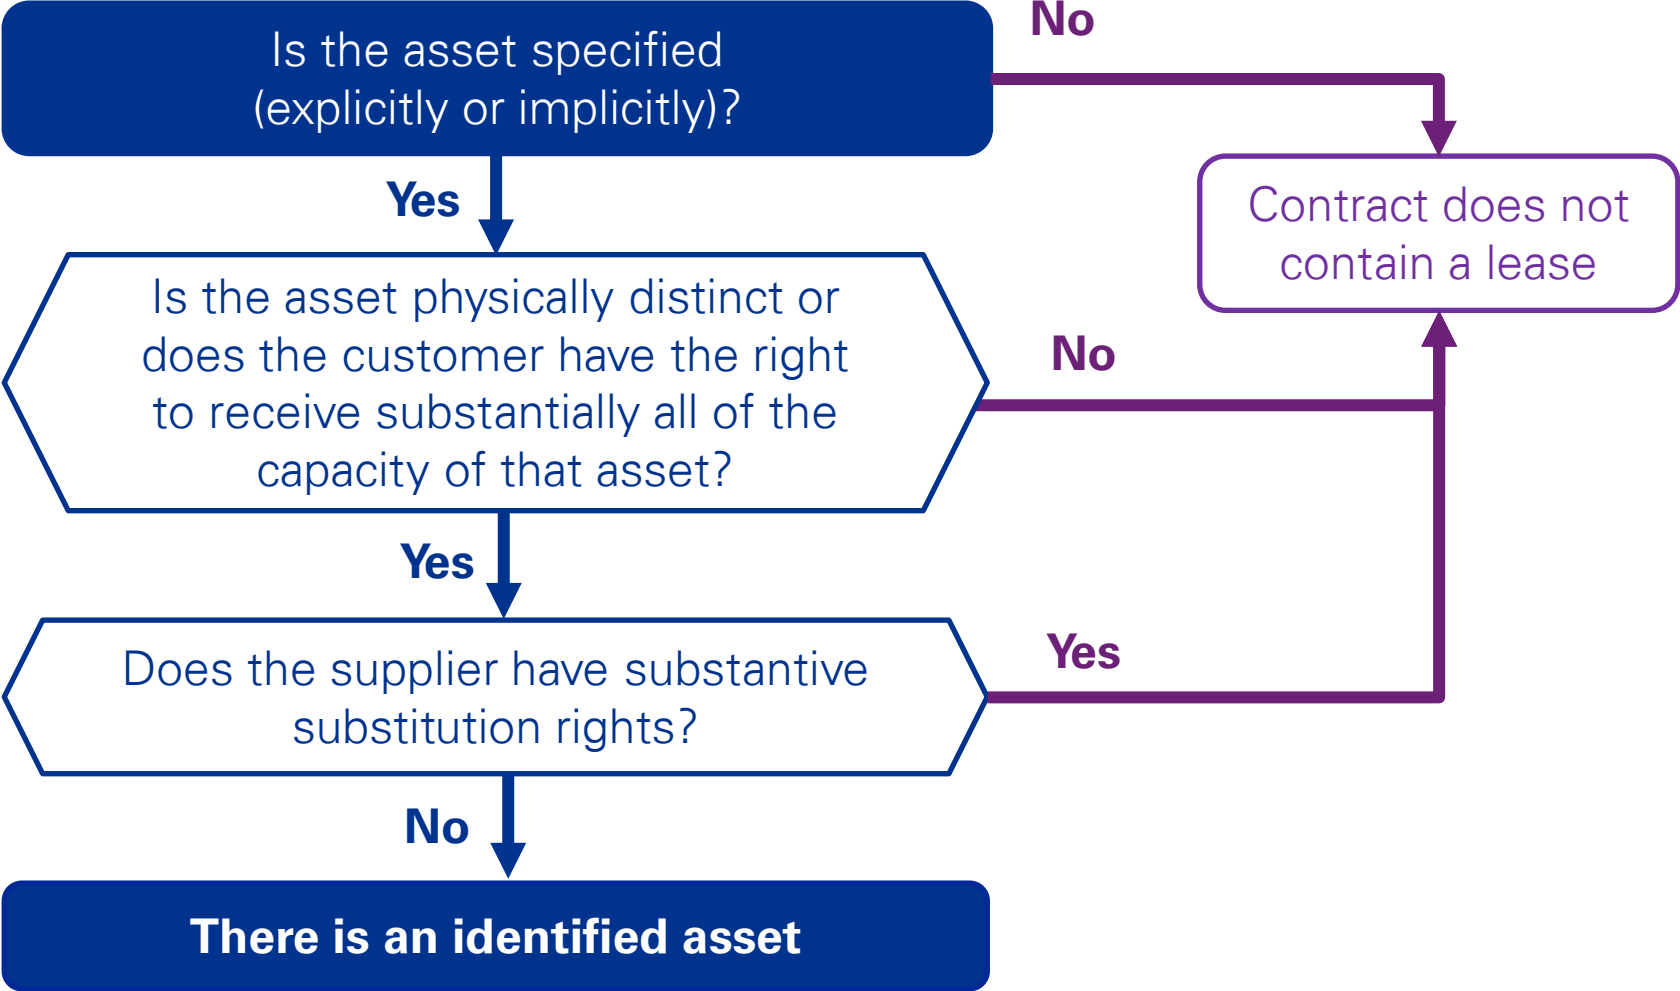 Is the asset specified
(explicitly or implicitly)?
No
Yes
Contract does not
contain a lease
Is the asset physically distinct or
does the customer have the right
to receive substantially all of the
capacity of that asset?
No
Yes
Does the supplier have substantive
substitution rights?
Yes
No
There is an identified asset